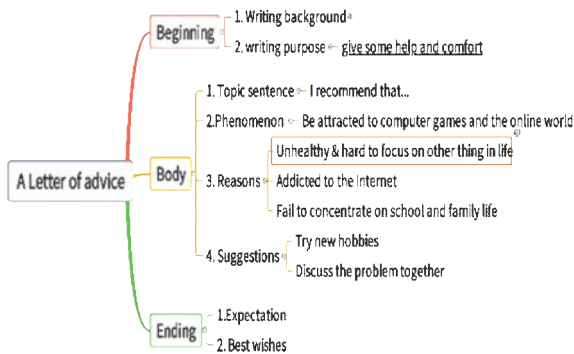 Beginning
1. Writing background
2. writing purpose
give some help and comfort
A Letter of advice
Body
1. Topic sentence
I recommend that...
2.Phenomenon
Be attracted to computer games and the online world
3. Reasons
Unhealthy & hard to focus on other thing in life
Addicted to the Internet
Fail to concentrate on school and family life
4. Suggestions
Try new hobbies
Discuss the problem together
Ending
1.Expectation
2. Best wishes